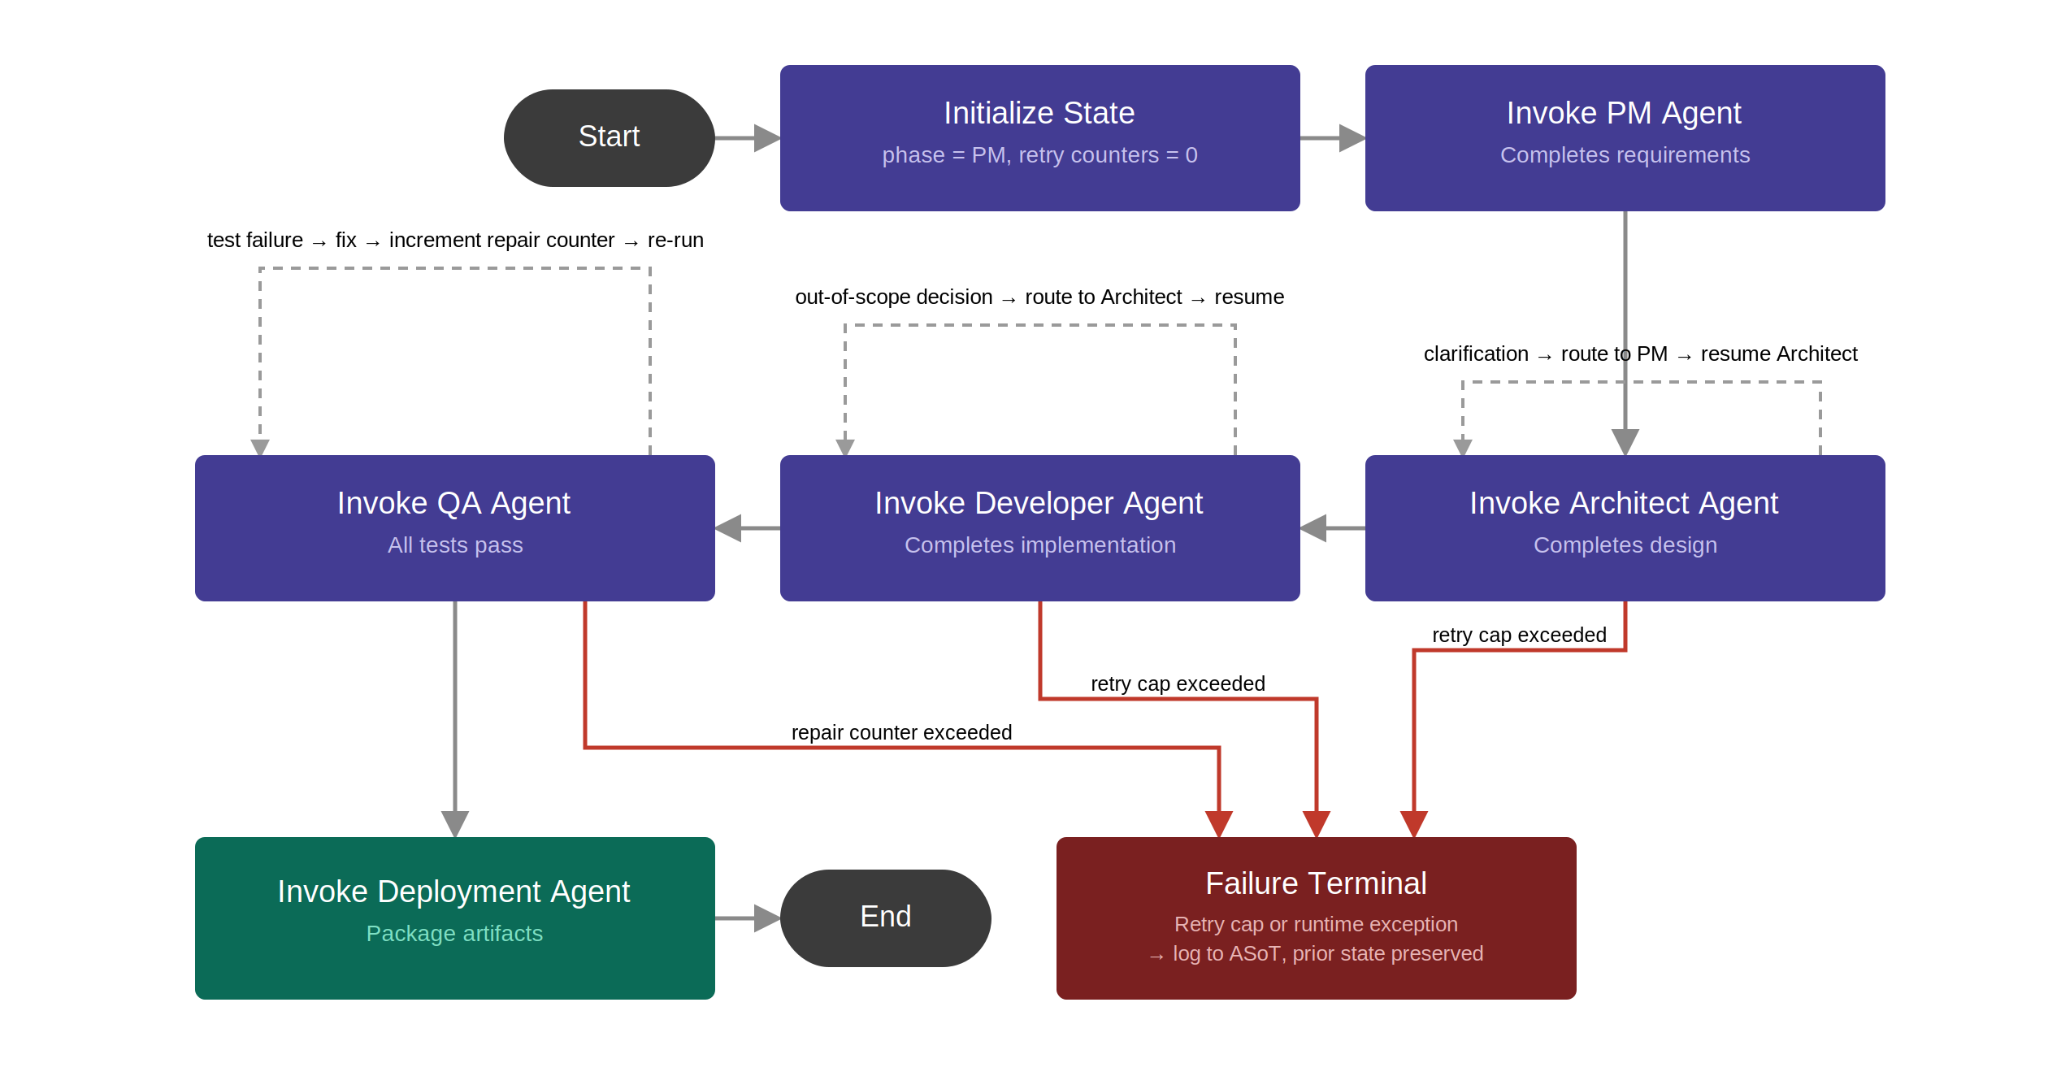 Start
Initialize State
phase = PM, retry counters = 0
Invoke PM Agent
Completes requirements
test failure → fix → increment repair counter → re-run
out-of-scope decision → route to Architect → resume
clarification → route to PM → resume Architect
Invoke QA Agent
All tests pass
Invoke Developer Agent
Completes implementation
Invoke Architect Agent
Completes design
retry cap exceeded
retry cap exceeded
repair counter exceeded
Invoke Deployment Agent
Package artifacts
End
Failure Terminal
Retry cap or runtime exception
→ log to ASoT, prior state preserved